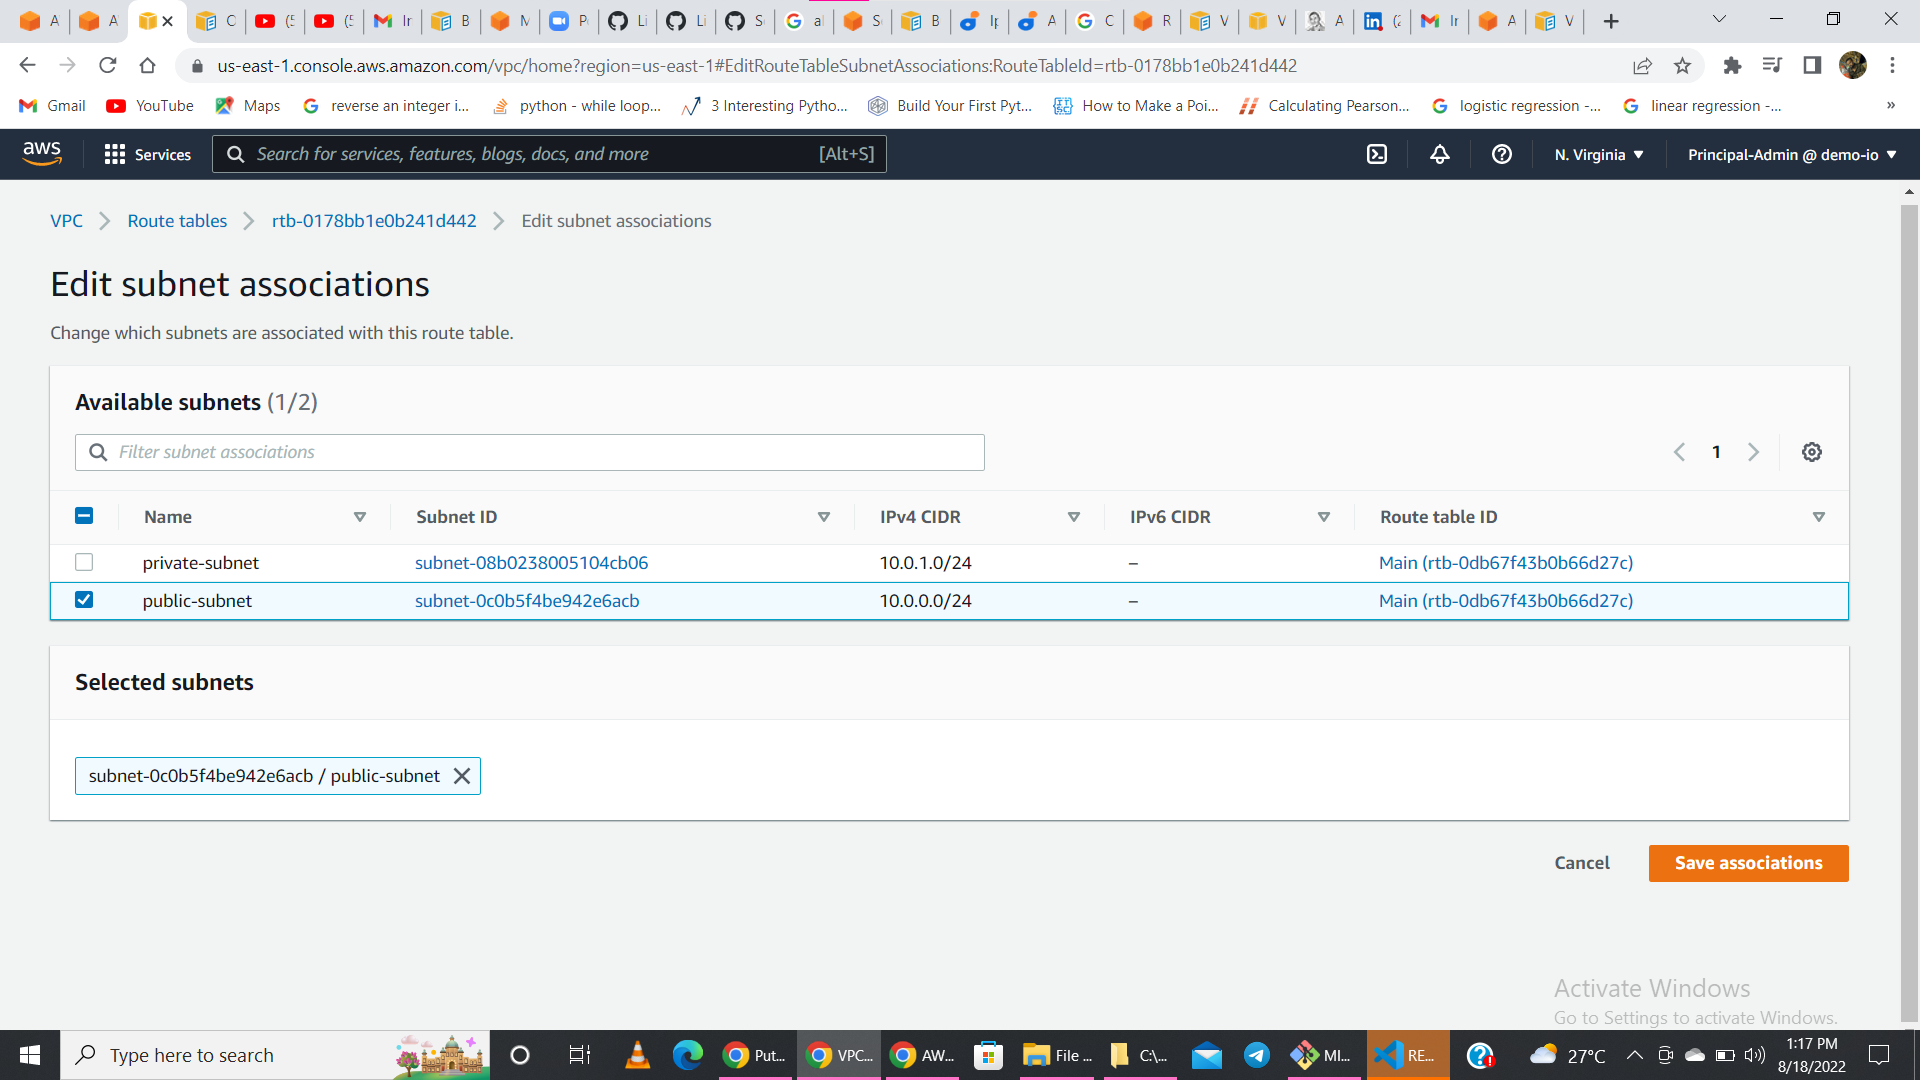 A
A
C
(5
(5
Ir
B
M
P
Li
Li
S
a
S
B
Ip
A
C
R
V
V
A
(2
Ir
A
V
us-east-1.console.aws.amazon.com/vpc/home?region=us-east-1#EditRouteTableSubnetAssociations:RouteTableId=rtb-0178bb1e0b241d442
Gmail
YouTube
Maps
reverse an integer i...
python - while loop...
3 Interesting Pytho...
Build Your First Pyt...
How to Make a Poi...
Calculating Pearson...
logistic regression -...
linear regression -...
»
aws
Services
Search for services, features, blogs, docs, and more
[Alt+S]
N. Virginia
Principal-Admin @ demo-io
VPC
Route tables
rtb-0178bb1e0b241d442
Edit subnet associations
Edit subnet associations
Change which subnets are associated with this route table.
Available subnets (1/2)
Filter subnet associations
1
Name
Subnet ID
IPv4 CIDR
IPv6 CIDR
Route table ID
private-subnet
subnet-08b0238005104cb06
10.0.1.0/24
–
Main (rtb-0db67f43b0b66d27c)
public-subnet
subnet-0c0b5f4be942e6acb
10.0.0.0/24
–
Main (rtb-0db67f43b0b66d27c)
Selected subnets
subnet-0c0b5f4be942e6acb / public-subnet
Cancel
Save associations
Activate Windows
Go to Settings to activate Windows.
Type here to search
Put...
VPC...
AW...
File ...
C:\...
MI...
RE...
27°C
1:17 PM
8/18/2022